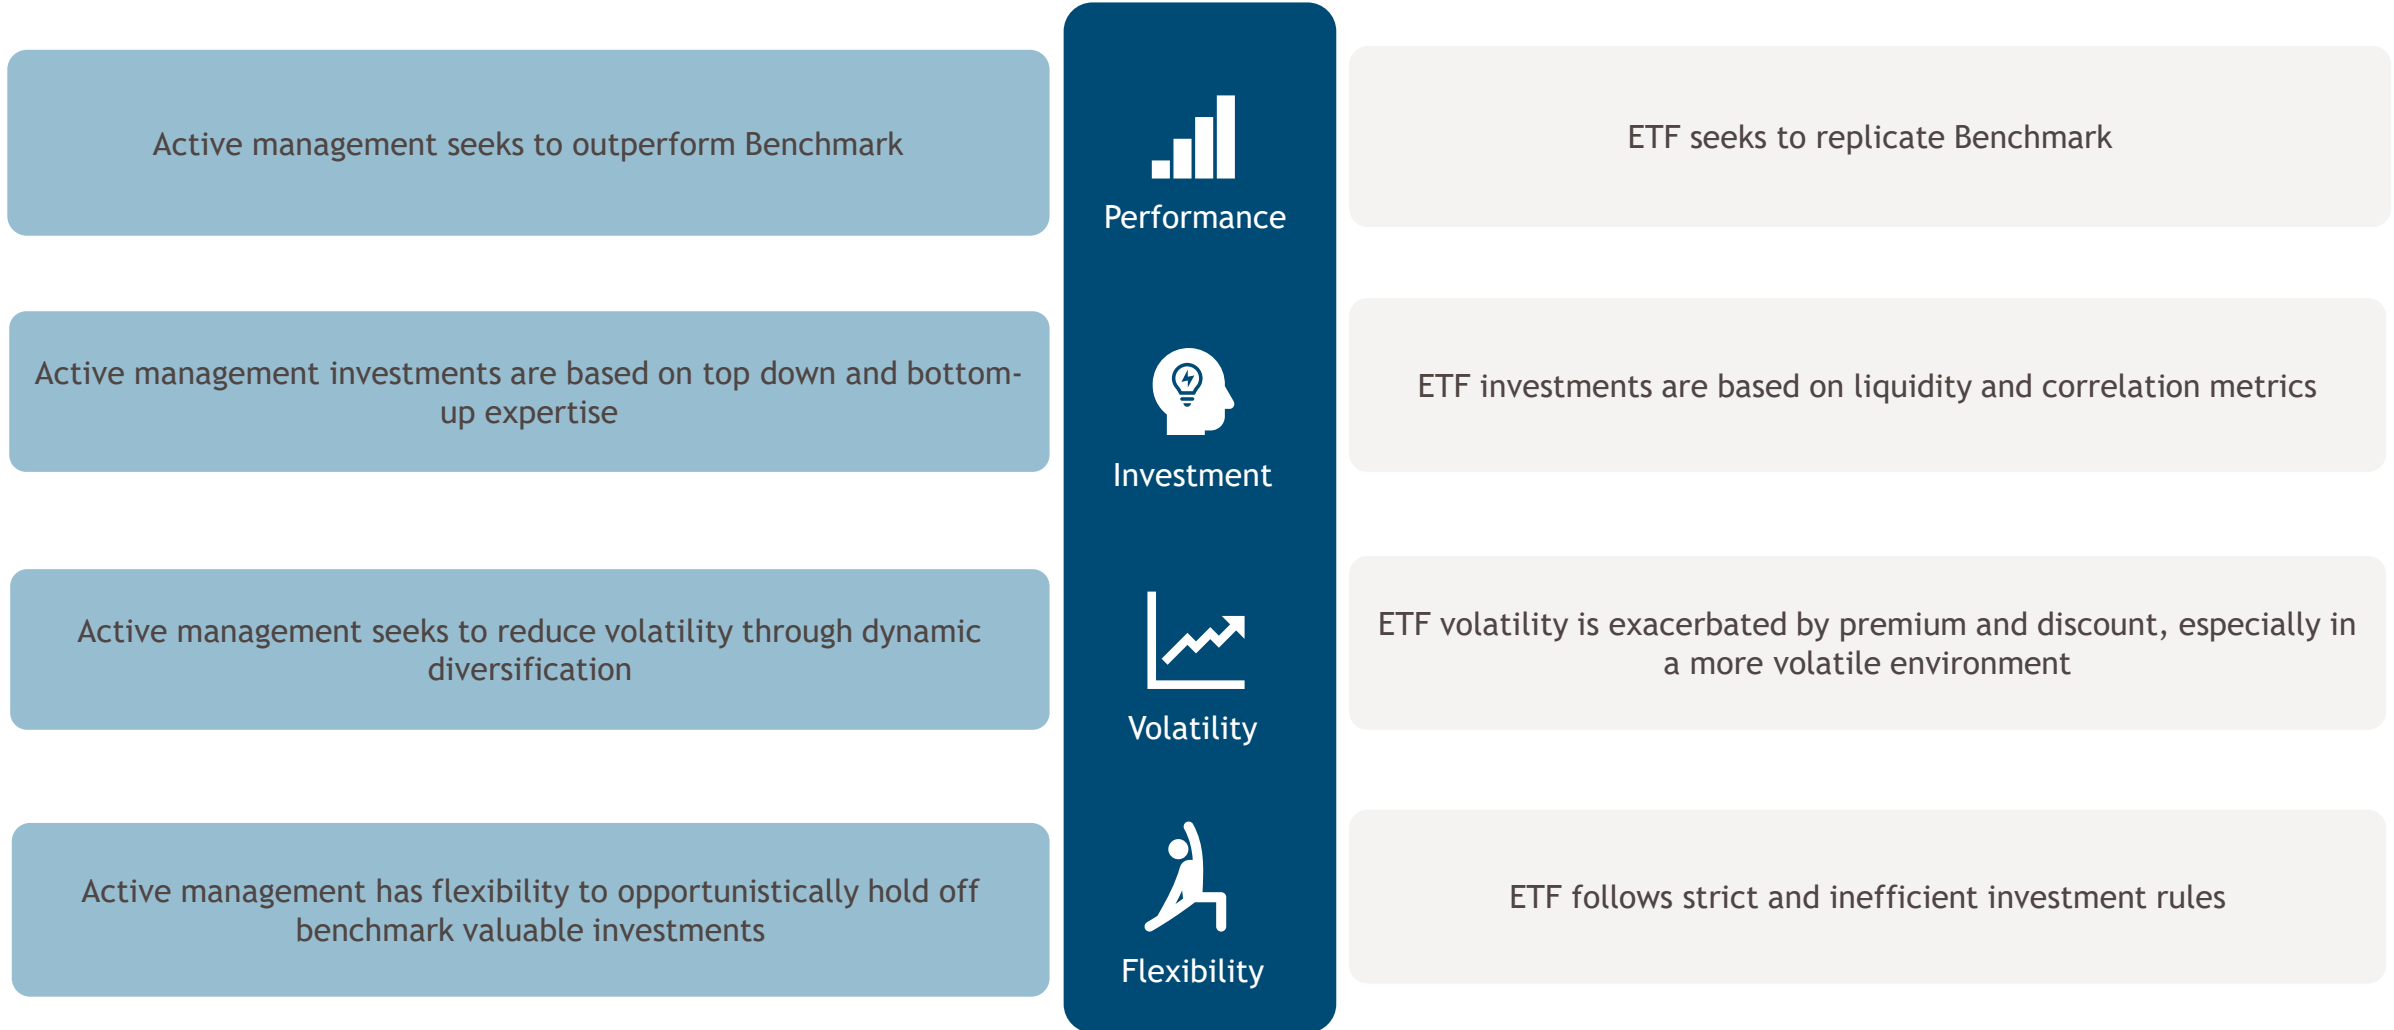 Active management seeks to outperform Benchmark
Performance
ETF seeks to replicate Benchmark
Active management investments are based on top down and bottom-
up expertise
Investment
ETF investments are based on liquidity and correlation metrics
Active management seeks to reduce volatility through dynamic
diversification
Volatility
ETF volatility is exacerbated by premium and discount, especially in
a more volatile environment
Active management has flexibility to opportunistically hold off
benchmark valuable investments
Flexibility
ETF follows strict and inefficient investment rules